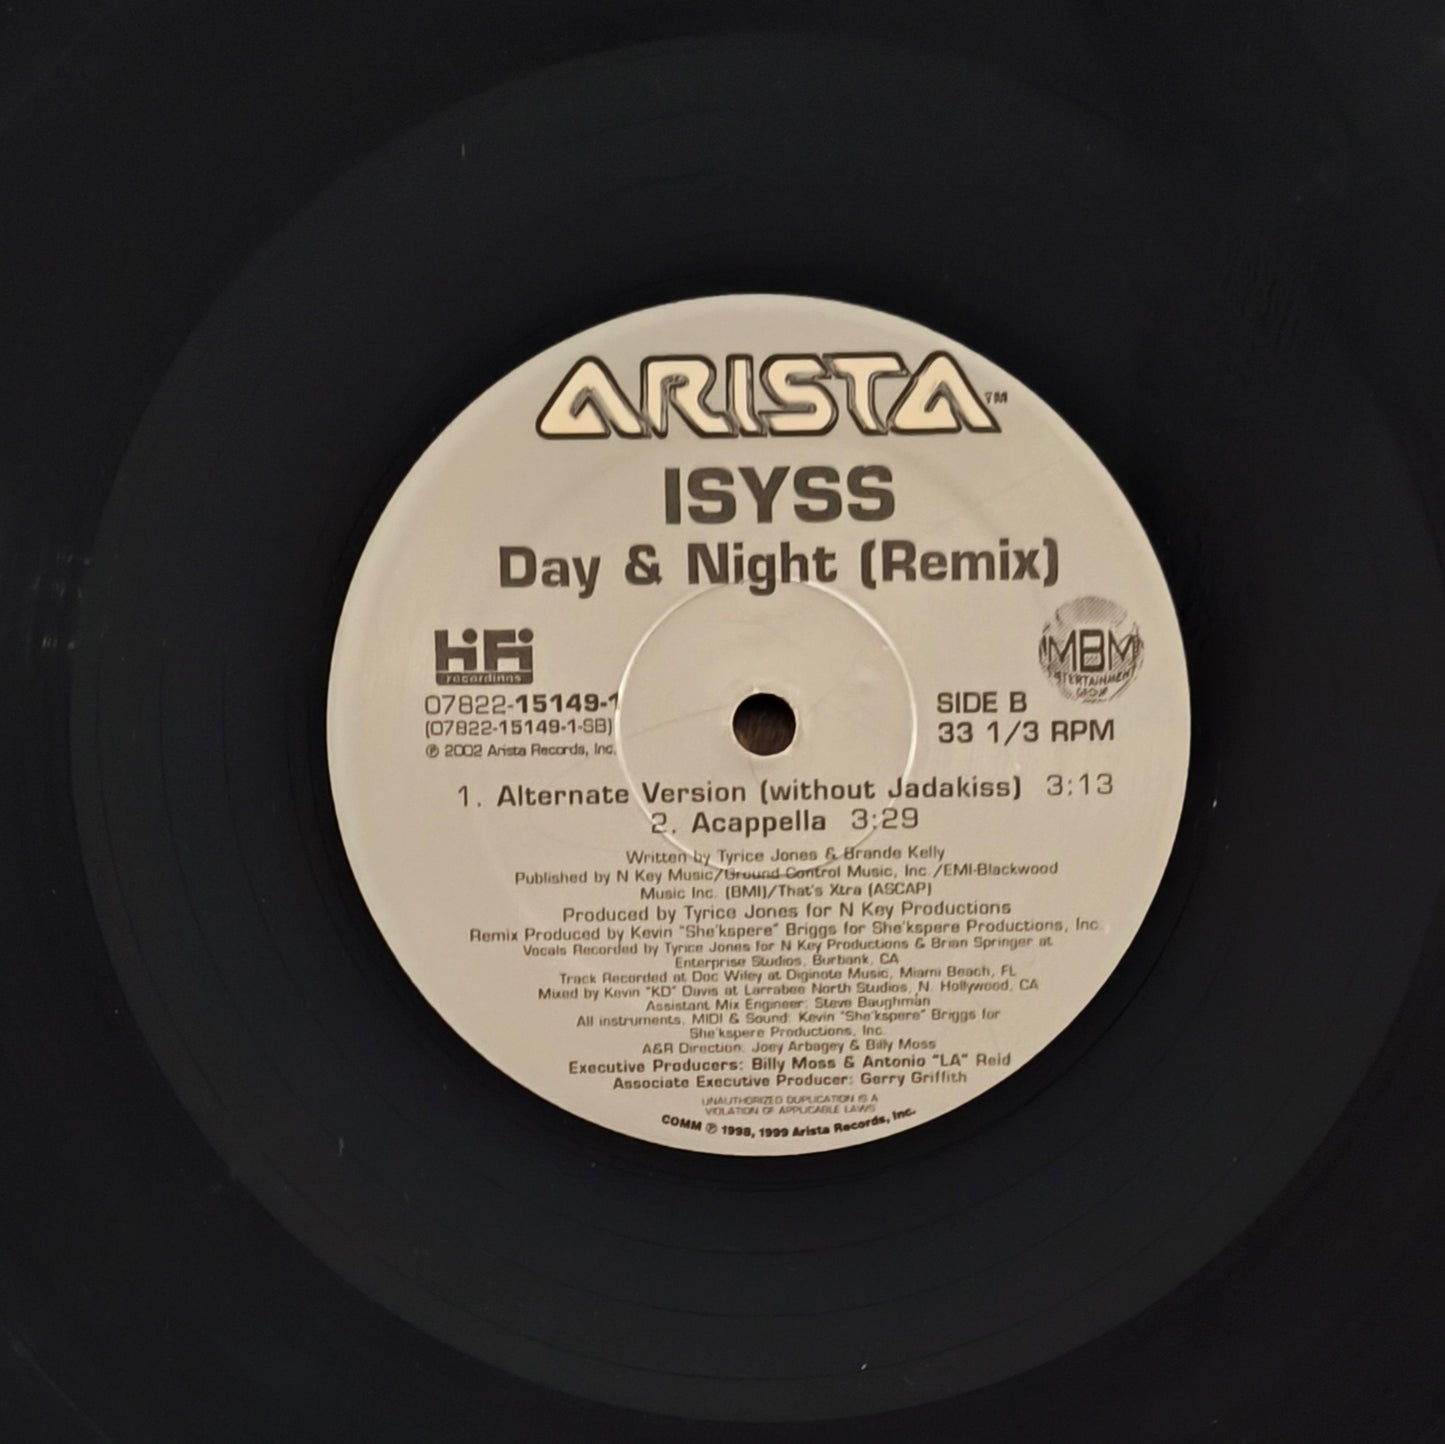 ARISTA™
ISYSS
Day & Night (Remix)
HiFi
recordings
MBM
ENTERTAINMENT
GROUP
07822-15149-1
(07822-15149-1-SB)
℗ 2002 Arista Records, Inc.
SIDE B
33 1/3 RPM
1. Alternate Version (without Jadakiss) 3:13
2. Acappella 3:29
Written by Tyrice Jones & Brande Kelly
Published by N Key Music/Ground Control Music, Inc./EMI-Blackwood
Music Inc. (BMI)/That's Xtra (ASCAP)
Produced by Tyrice Jones for N Key Productions
Remix Produced by Kevin "She'kspere" Briggs for She'kspere Productions, Inc.
Vocals Recorded by Tyrice Jones for N Key Productions & Brian Springer at
Enterprise Studios, Burbank, CA
Track Recorded at Doc Wiley at Diginote Music, Miami Beach, FL
Mixed by Kevin "KD" Davis at Larrabee North Studios, N. Hollywood, CA
Assistant Mix Engineer: Steve Baughman
All instruments, MIDI & Sound: Kevin "She'kspere" Briggs for
She'kspere Productions, Inc.
A&R Direction: Joey Arbagey & Billy Moss
Executive Producers: Billy Moss & Antonio "LA" Reid
Associate Executive Producer: Gerry Griffith
UNAUTHORIZED DUPLICATION IS A
VIOLATION OF APPLICABLE LAWS
COMM ℗ 1998, 1999 Arista Records, Inc.